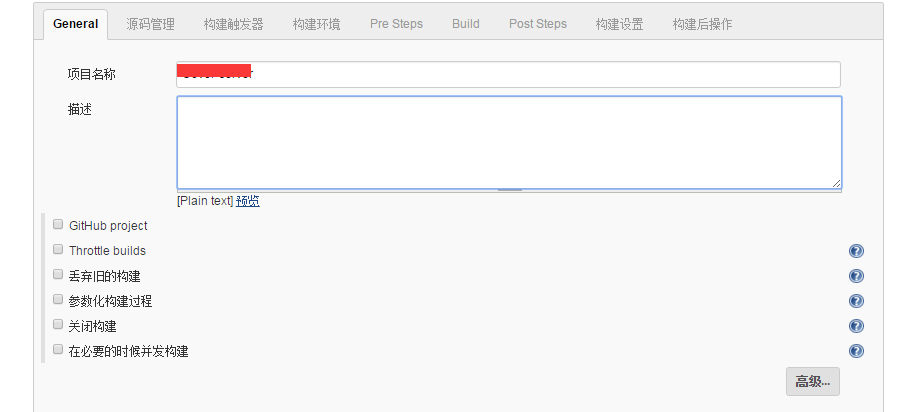 General 源码管理 构建触发器 构建环境 Pre Steps Build Post Steps 构建设置 构建后操作
项目名称
描述
[Plain text] 预览
GitHub project
Throttle builds
丢弃旧的构建
参数化构建过程
关闭构建
在必要的时候并发构建
高级...